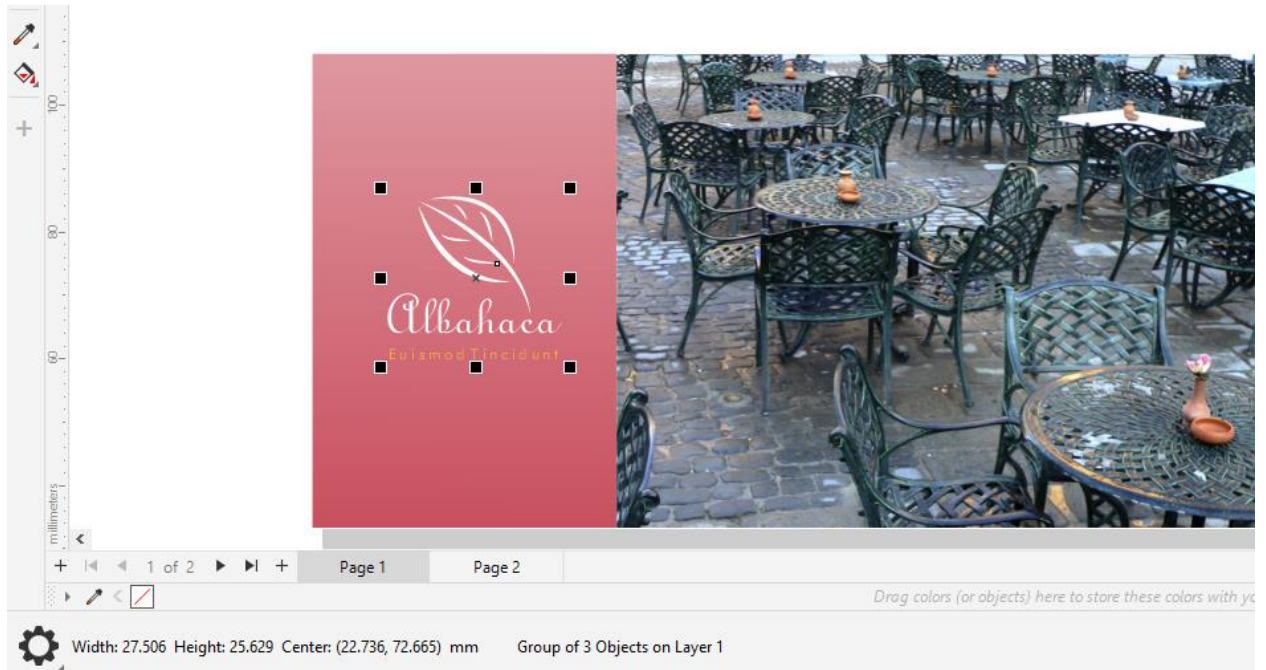 100
80
Albahaca
60
Euismod Tincidunt
millimeters
1 of 2
Page 1
Page 2
Drag colors (or objects) here to store these colors with yo
Width: 27.506 Height: 25.629 Center: (22.736, 72.665) mm
Group of 3 Objects on Layer 1